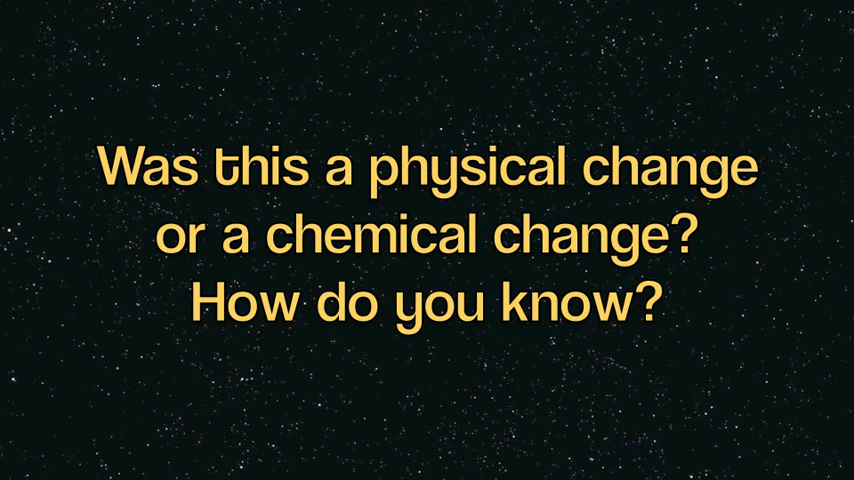 Was this a physical change
or a chemical change?
How do you know?